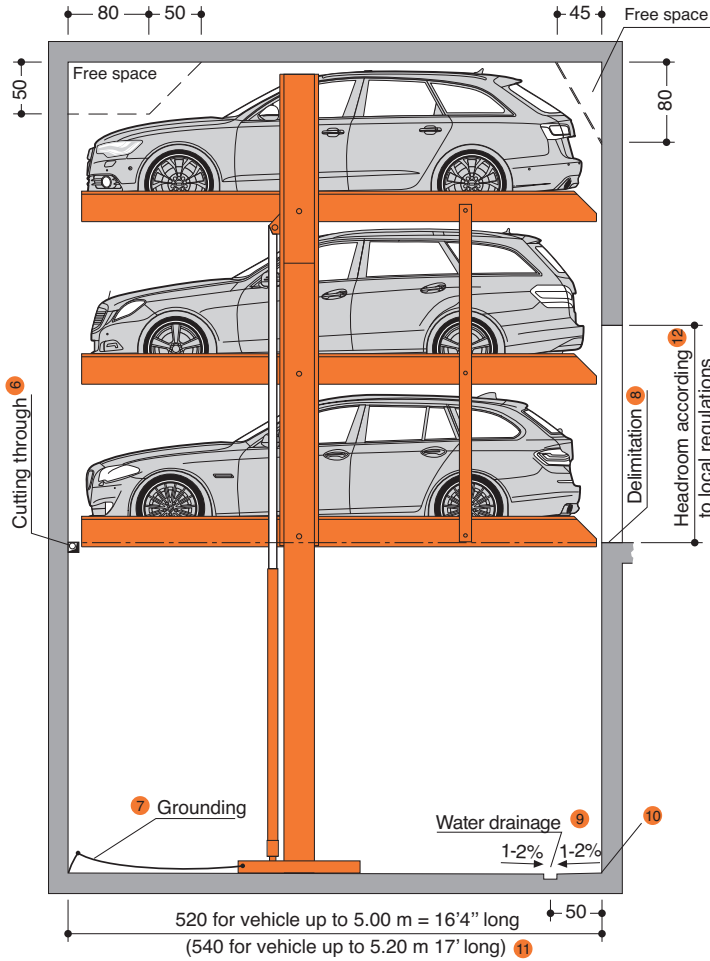 80
50
45
Free space
Free space
50
80
Cutting through 6
Delimitation 8
Headroom according 12
to local regulations
7 Grounding
Water drainage 9
10
1-2%
1-2%
50
520 for vehicle up to 5.00 m = 16'4'' long
(540 for vehicle up to 5.20 m 17' long) 11